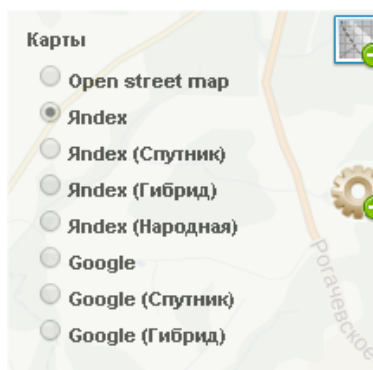 Карты
Open street map
Яndex
Яndex (Спутник)
Яndex (Гибрид)
Яndex (Народная)
Google
Google (Спутник)
Google (Гибрид)
Рогачевское